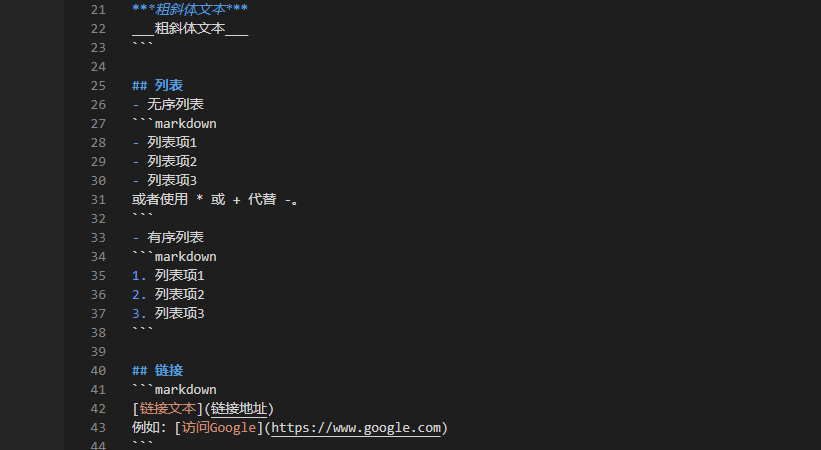 21 ***粗斜体文本***
22 ___粗斜体文本___
23 ```
24
25 ## 列表
26 - 无序列表
27 ```markdown
28 - 列表项1
29 - 列表项2
30 - 列表项3
31 或者使用 * 或 + 代替 -。
32 ```
33 - 有序列表
34 ```markdown
35 1. 列表项1
36 2. 列表项2
37 3. 列表项3
38 ```
39
40 ## 链接
41 ```markdown
42 [链接文本](链接地址)
43 例如: [访问Google](https://www.google.com)
44 ```